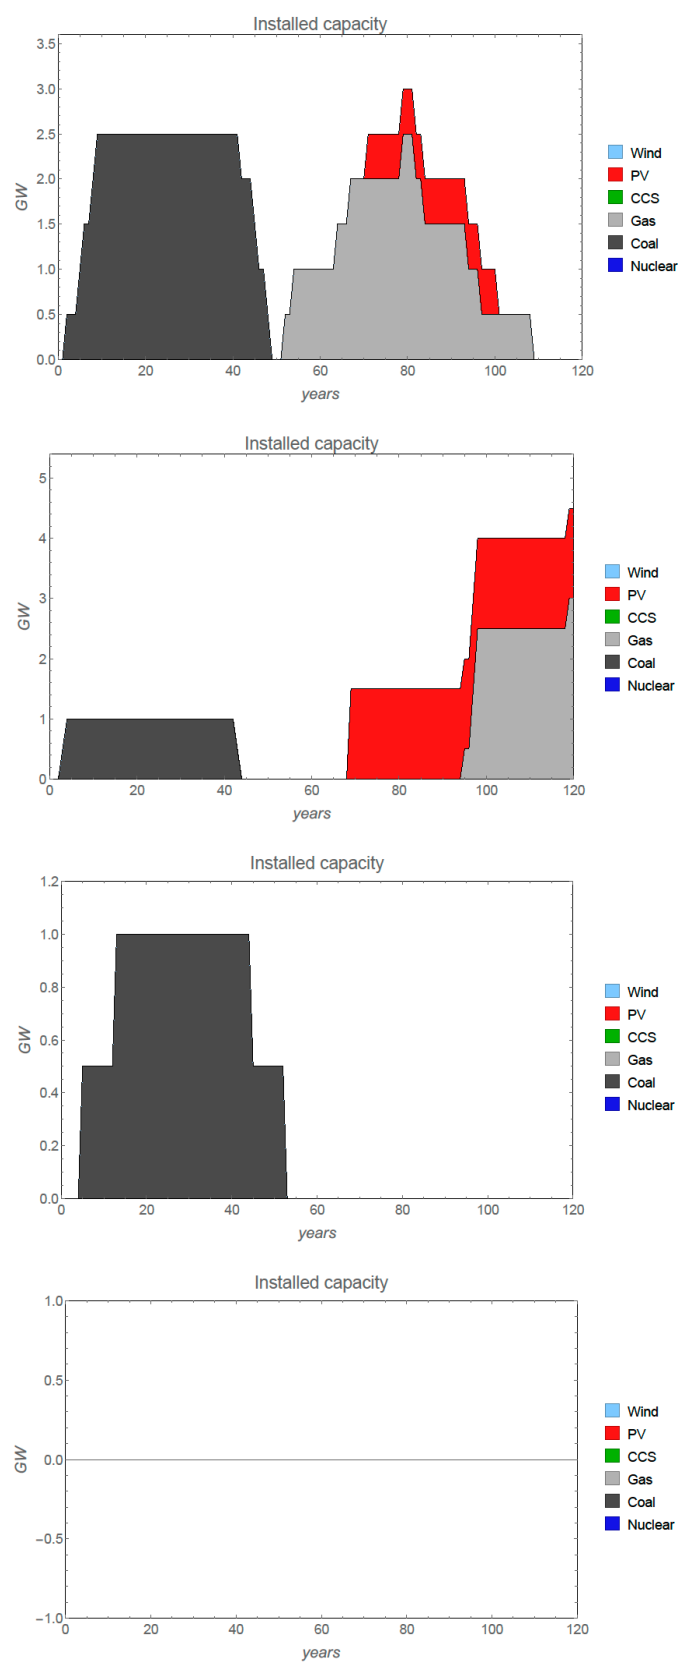 Installed capacity
3.5
3.0
2.5
2.0
1.5
1.0
0.5
0.0
GW
0 20 40 60 80 100 120
years
Wind
PV
CCS
Gas
Coal
Nuclear
Installed capacity
5
4
3
2
1
0
GW
0 20 40 60 80 100 120
years
Wind
PV
CCS
Gas
Coal
Nuclear
Installed capacity
1.2
1.0
0.8
0.6
0.4
0.2
0.0
GW
0 20 40 60 80 100 120
years
Wind
PV
CCS
Gas
Coal
Nuclear
Installed capacity
1.0
0.5
0.0
−0.5
−1.0
GW
0 20 40 60 80 100 120
years
Wind
PV
CCS
Gas
Coal
Nuclear